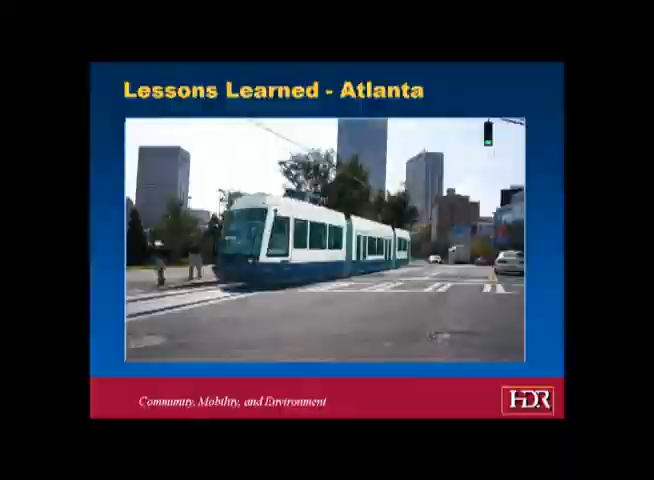 Lessons Learned - Atlanta
Community, Mobility, and Environment
HDR